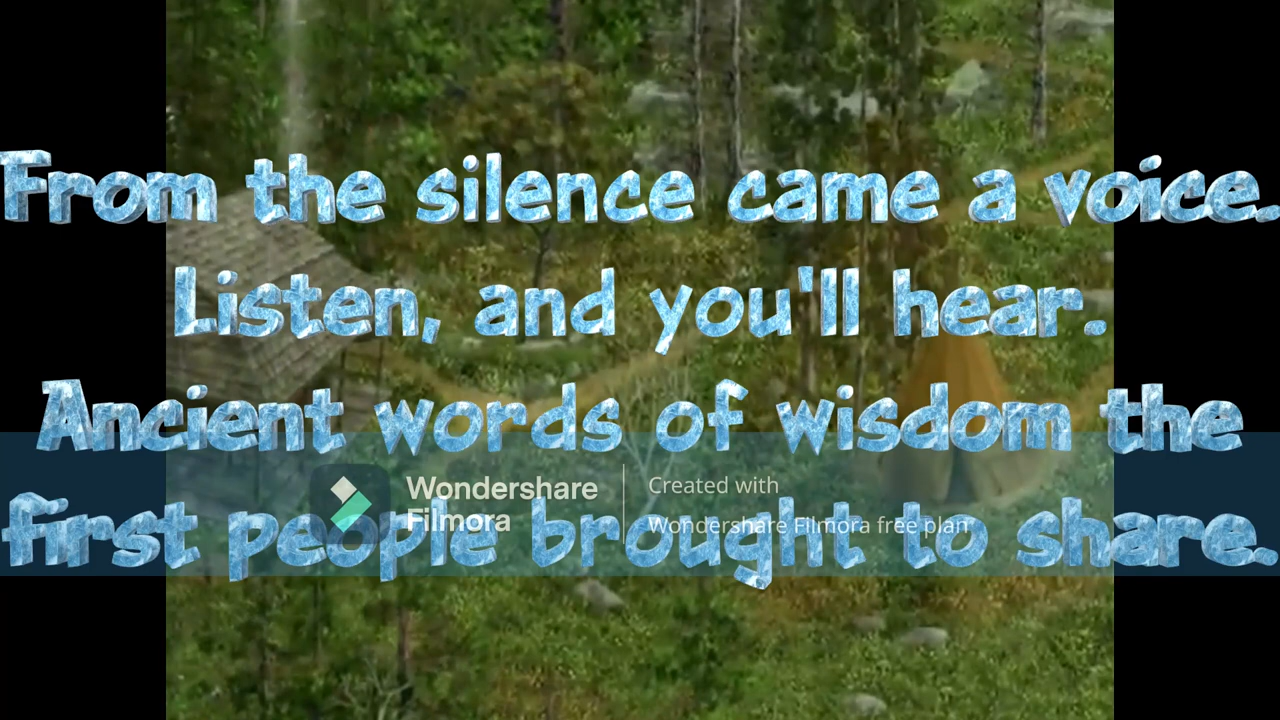 From the silence came a voice.
Listen, and you'll hear.
Ancient words of wisdom the
first people brought to share.
Wondershare
Filmora
Created with
Wondershare Filmora free plan